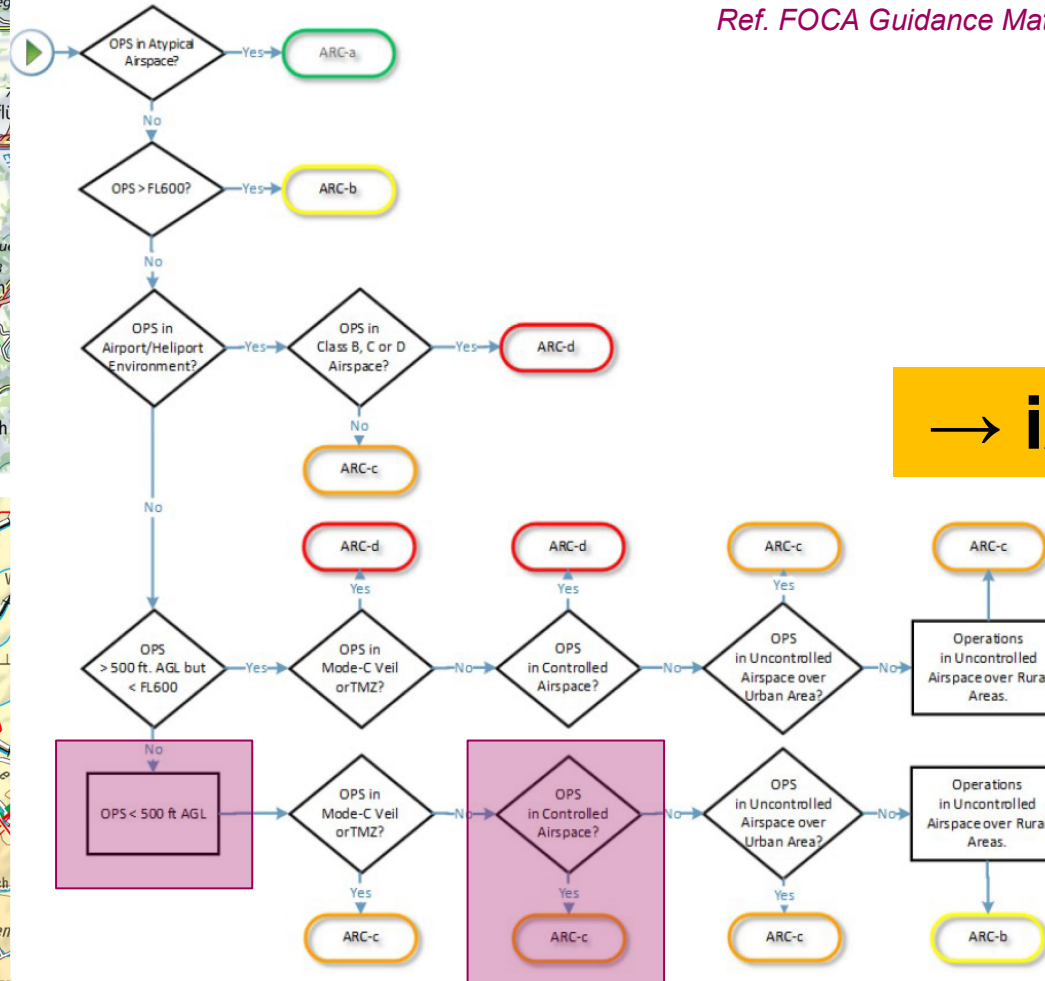 Ref. FOCA Guidance Mat
OPS in Atypical
Airspace?
Yes
ARC-a
No
OPS > FL600?
Yes
ARC-b
No
OPS in
Airport/Heliport
Environment?
Yes
OPS in
Class B, C or D
Airspace?
Yes
ARC-d
No
ARC-c
→ i
No
ARC-d
ARC-d
ARC-c
ARC-c
Yes
Yes
Yes
OPS
> 500 ft. AGL but
< FL600
Yes
OPS in
Mode-C Veil
orTMZ?
No
OPS
in Controlled
Airspace?
No
OPS
in Uncontrolled
Airspace over
Urban Area?
No
Operations
in Uncontrolled
Airspace over Rura
Areas.
No
OPS < 500 ft AGL
OPS in
Mode-C Veil
orTMZ?
No
OPS
in Controlled
Airspace?
No
OPS
in Uncontrolled
Airspace over
Urban Area?
No
Operations
in Uncontrolled
Airspace over Rura
Areas.
Yes
Yes
Yes
ARC-c
ARC-c
ARC-c
ARC-b